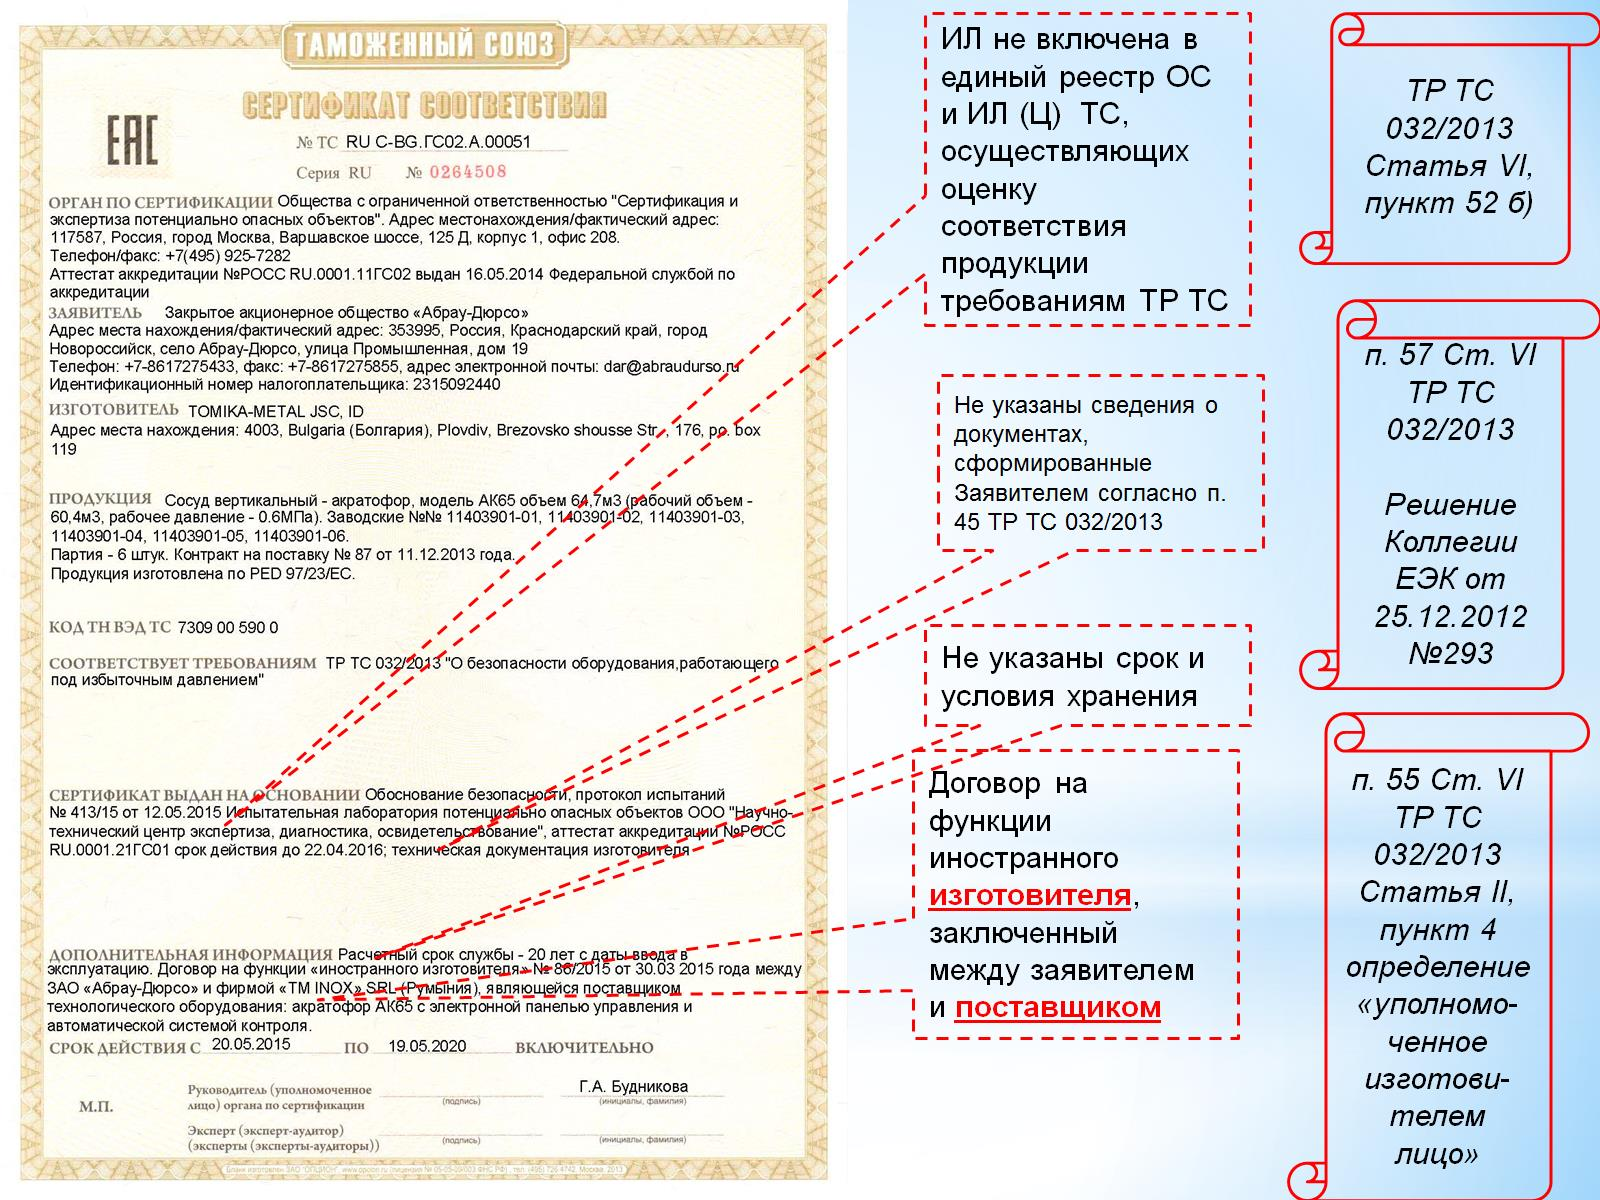 ТАМОЖЕННЫЙ СОЮЗ
СЕРТИФИКАТ СООТВЕТСТВИЯ
ЕАС
№ ТС RU C-BG.ГС02.А.00051
Серия RU № 0264508
ОРГАН ПО СЕРТИФИКАЦИИ Общества с ограниченной ответственностью "Сертификация и
экспертиза потенциально опасных объектов". Адрес местонахождения/фактический адрес:
117587, Россия, город Москва, Варшавское шоссе, 125 Д, корпус 1, офис 208.
Телефон/факс: +7(495) 925-7282
Аттестат аккредитации №РОСС RU.0001.11ГС02 выдан 16.05.2014 Федеральной службой по
аккредитации
ЗАЯВИТЕЛЬ Закрытое акционерное общество «Абрау-Дюрсо»
Адрес места нахождения/фактический адрес: 353995, Россия, Краснодарский край, город
Новороссийск, село Абрау-Дюрсо, улица Промышленная, дом 19
Телефон: +7-8617275433, факс: +7-8617275855, адрес электронной почты: dar@abraudurso.ru
Идентификационный номер налогоплательщика: 2315092440
ИЗГОТОВИТЕЛЬ TOMIKA-METAL JSC, ID
Адрес места нахождения: 4003, Bulgaria (Болгария), Plovdiv, Brezovsko shousse Str. , 176, po. box
119
ПРОДУКЦИЯ Сосуд вертикальный - акратофор, модель АК65 объем 64,7м3 (рабочий объем -
60,4м3, рабочее давление - 0.6МПа). Заводские №№ 11403901-01, 11403901-02, 11403901-03,
11403901-04, 11403901-05, 11403901-06.
Партия - 6 штук. Контракт на поставку № 87 от 11.12.2013 года.
Продукция изготовлена по PED 97/23/EC.
КОД ТН ВЭД ТС 7309 00 590 0
СООТВЕТСТВУЕТ ТРЕБОВАНИЯМ ТР ТС 032/2013 "О безопасности оборудования,работающего
под избыточным давлением"
СЕРТИФИКАТ ВЫДАН НА ОСНОВАНИИ Обоснование безопасности, протокол испытаний
№ 413/15 от 12.05.2015 Испытательная лаборатория потенциально опасных объектов ООО "Научно-
технический центр экспертиза, диагностика, освидетельствование", аттестат аккредитации №РОСС
RU.0001.21ГС01 срок действия до 22.04.2016; техническая документация изготовителя
ДОПОЛНИТЕЛЬНАЯ ИНФОРМАЦИЯ Расчетный срок службы - 20 лет с даты ввода в
эксплуатацию. Договор на функции «иностранного изготовителя» № 86/2015 от 30.03 2015 года между
ЗАО «Абрау-Дюрсо» и фирмой «TM INOX» SRL (Румыния), являющейся поставщиком
технологического оборудования: акратофор АК65 с электронной панелью управления и
автоматической системой контроля.
СРОК ДЕЙСТВИЯ С 20.05.2015 ПО 19.05.2020 ВКЛЮЧИТЕЛЬНО
М.П.
Руководитель (уполномоченное
лицо) органа по сертификации
(подпись)
Г.А. Будникова
(инициалы, фамилия)
Эксперт (эксперт-аудитор)
(эксперты (эксперты-аудиторы))
(подпись)
(инициалы, фамилия)
ИЛ не включена в
единый реестр ОС
и ИЛ (Ц) ТС,
осуществляющих
оценку
соответствия
продукции
требованиям ТР ТС
Не указаны сведения о
документах,
сформированные
Заявителем согласно п.
45 ТР ТС 032/2013
Не указаны срок и
условия хранения
Договор на
функции
иностранного
изготовителя,
заключенный
между заявителем
и поставщиком
ТР ТС
032/2013
Статья VI,
пункт 52 б)
п. 57 Ст. VI
ТР ТС
032/2013
Решение
Коллегии
ЕЭК от
25.12.2012
№293
п. 55 Ст. VI
ТР ТС
032/2013
Статья II,
пункт 4
определение
«уполномо-
ченное
изготови-
телем
лицо»